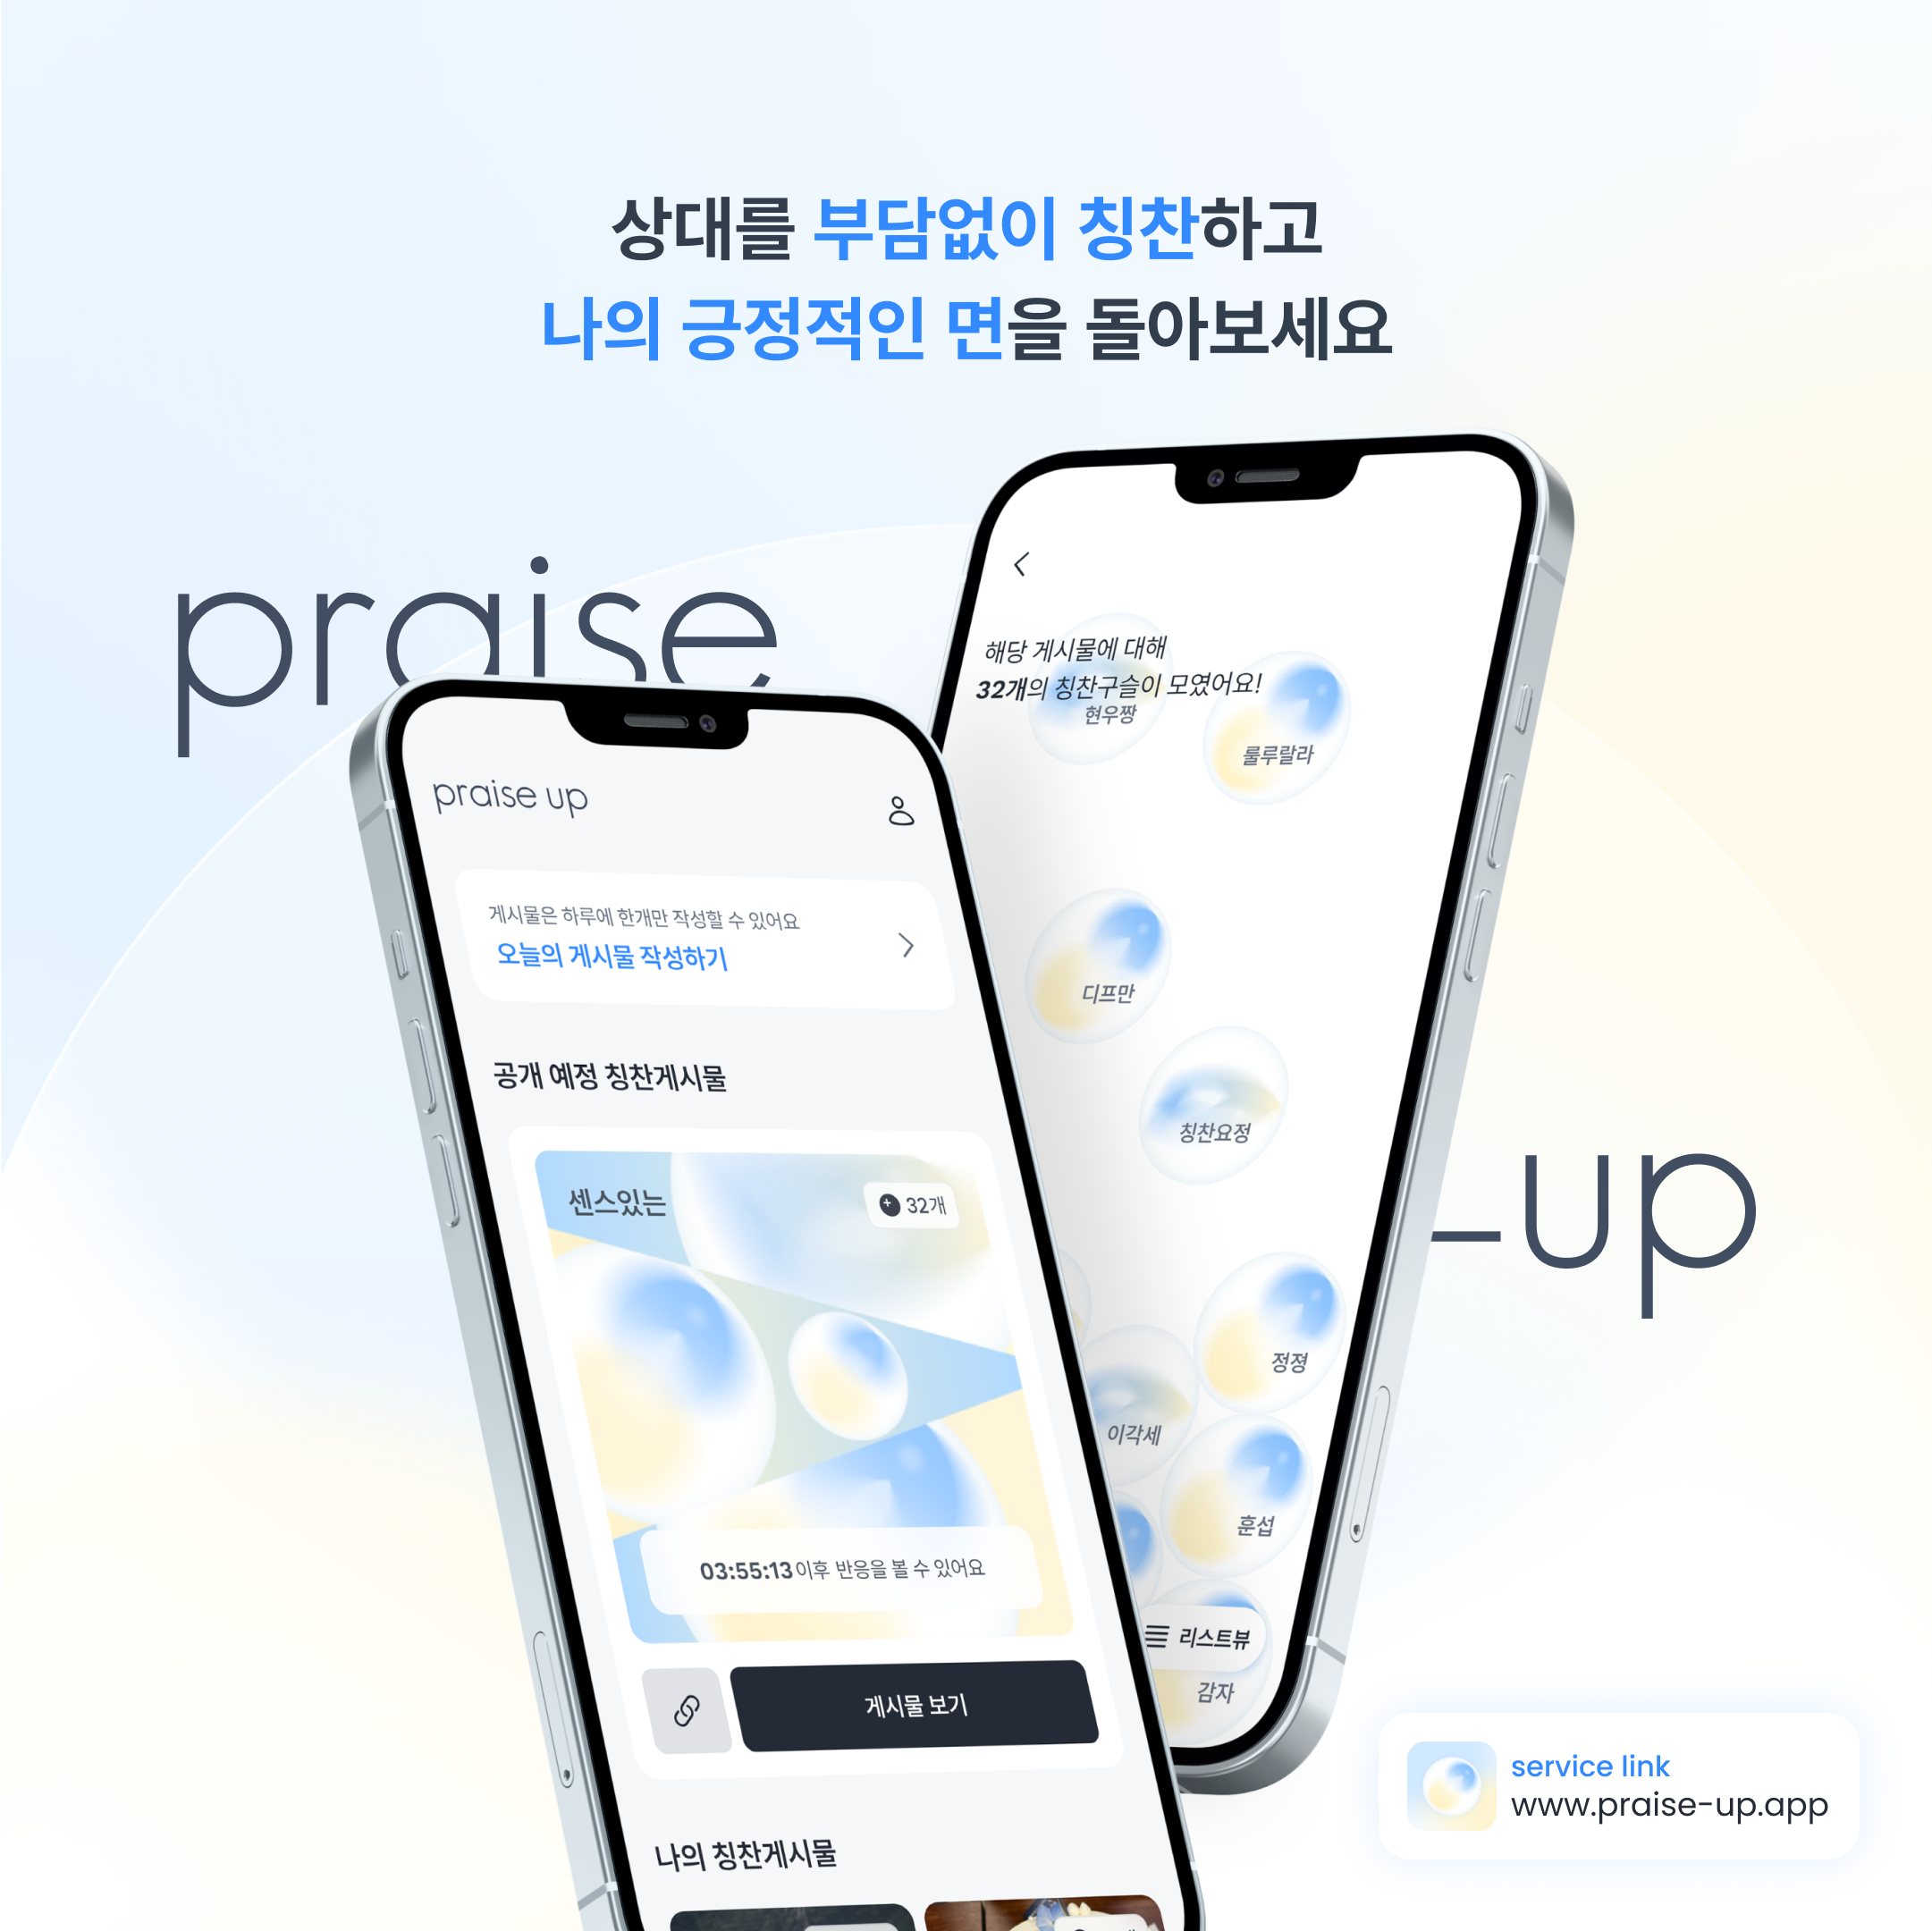 상대를 부담없이 칭찬하고
나의 긍정적인 면을 돌아보세요
praise
-up
praise up
게시물은 하루에 한개만 작성할 수 있어요
오늘의 게시물 작성하기
공개 예정 칭찬게시물
센스있는
32개
03:55:13 이후 반응을 볼 수 있어요
게시물 보기
나의 칭찬게시물
해당 게시물에 대해
32개의 칭찬구슬이 모였어요!
현우짱
룰루랄라
디프만
칭찬요정
정졍
이각세
훈섭
리스트뷰
감자
service link
www.praise-up.app